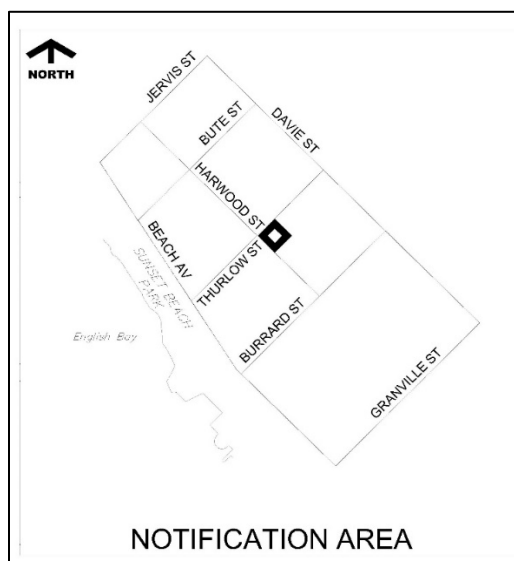 NORTH
JERVIS ST
BUTE ST
DAVIE ST
HARWOOD ST
THURLOW ST
BEACH AV
SUNSET BEACH
PARK
English Bay
BURRARD ST
GRANVILLE ST
NOTIFICATION AREA